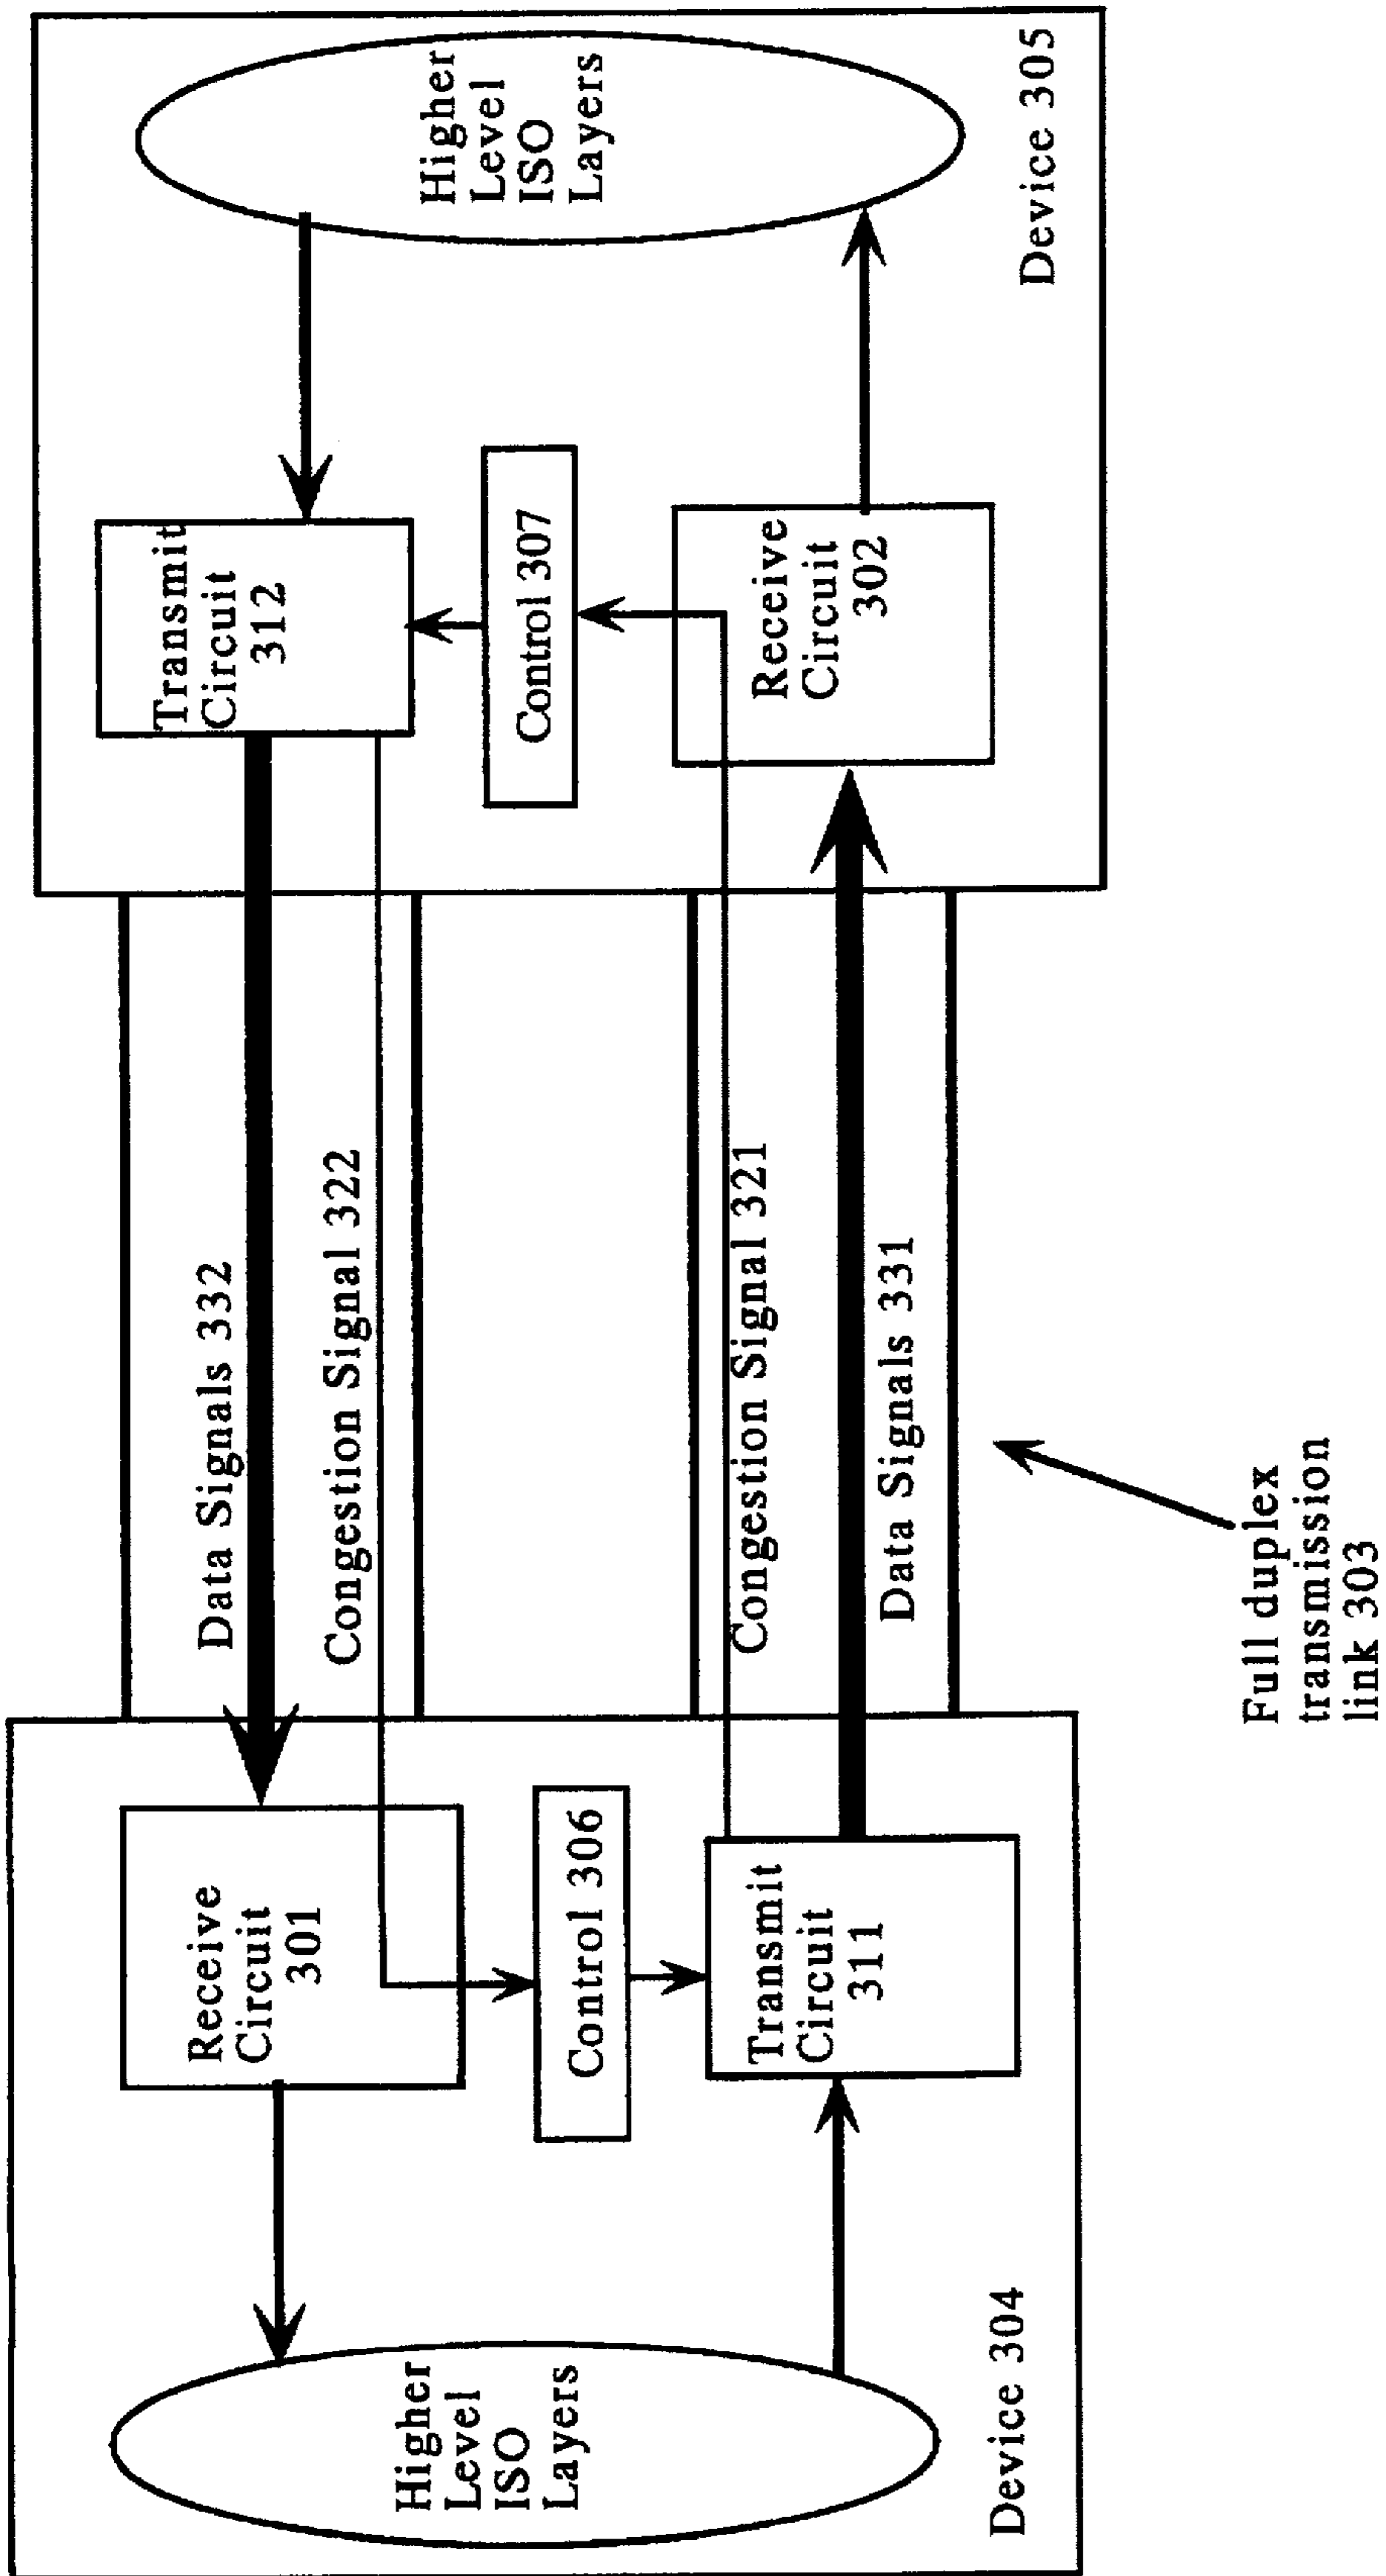 Higher
Level
ISO
Layers
Device 304
Receive
Circuit
301
Control 306
Transmit
Circuit
311
Data Signals 332
Congestion Signal 322
Congestion Signal 321
Data Signals 331
Full duplex
transmission
link 303
Transmit
Circuit
312
Control 307
Receive
Circuit
302
Higher
Level
ISO
Layers
Device 305